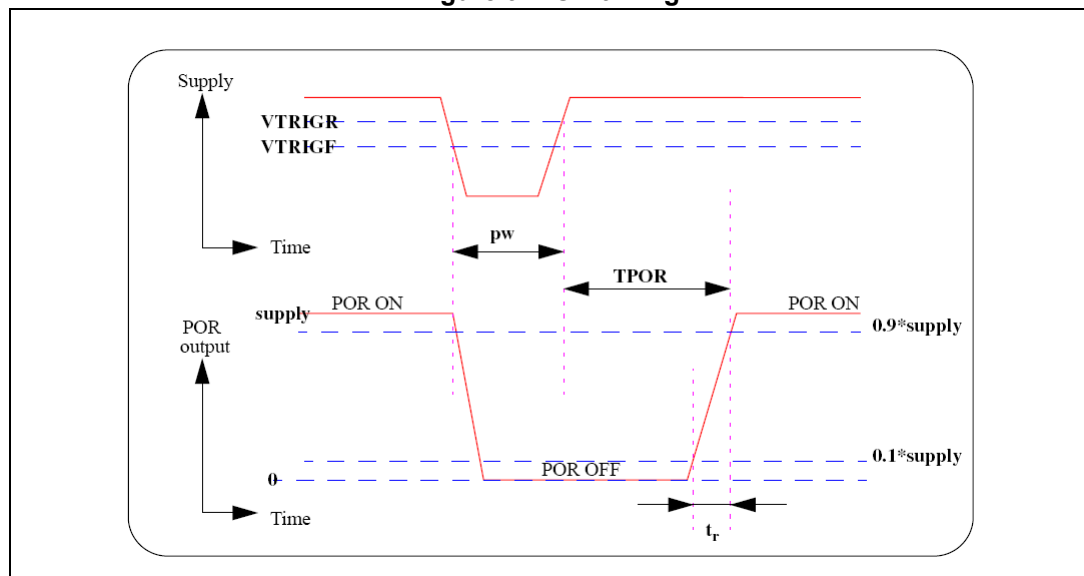 Supply
VTRIGR
VTRIGF
Time
pw
TPOR
supply
POR ON
POR ON
POR
output
0.9*supply
0.1*supply
POR OFF
0
Time
tr